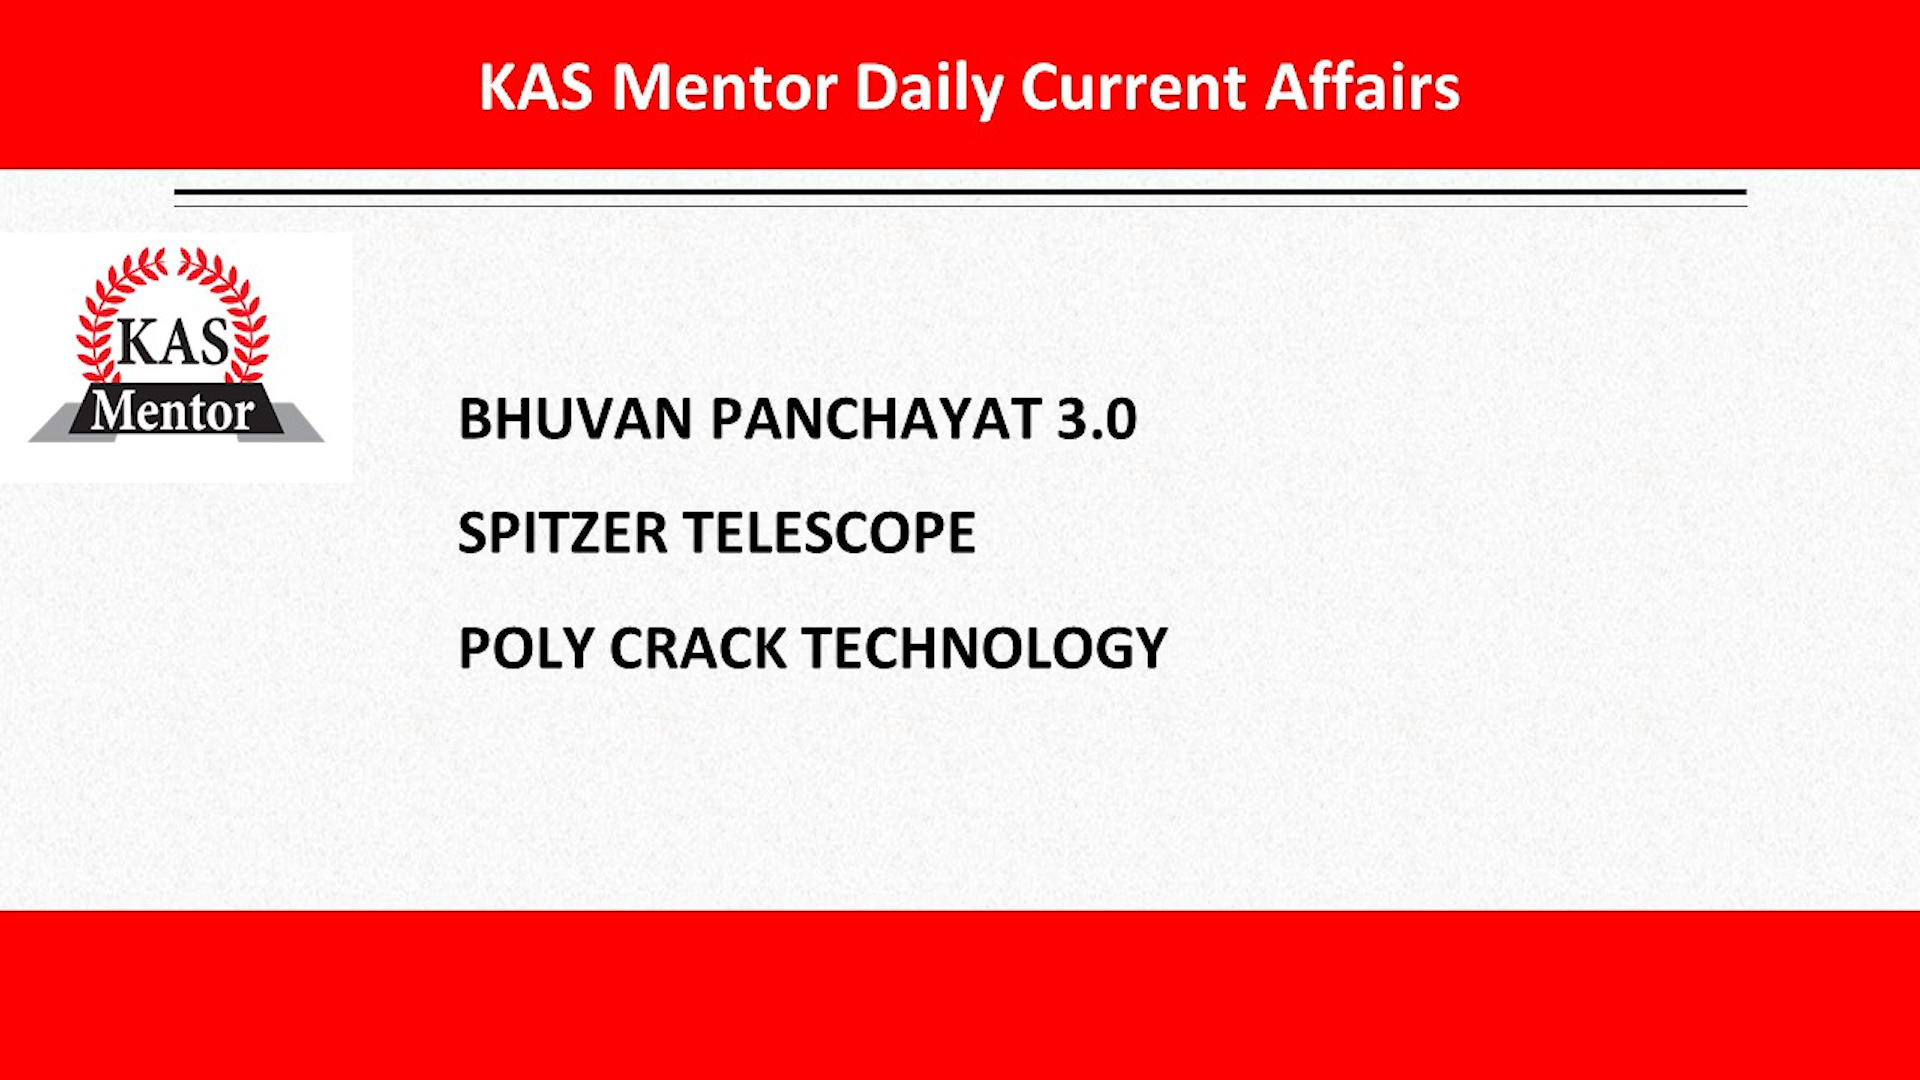 KAS Mentor Daily Current Affairs
KAS
Mentor
BHUVAN PANCHAYAT 3.0
SPITZER TELESCOPE
POLY CRACK TECHNOLOGY